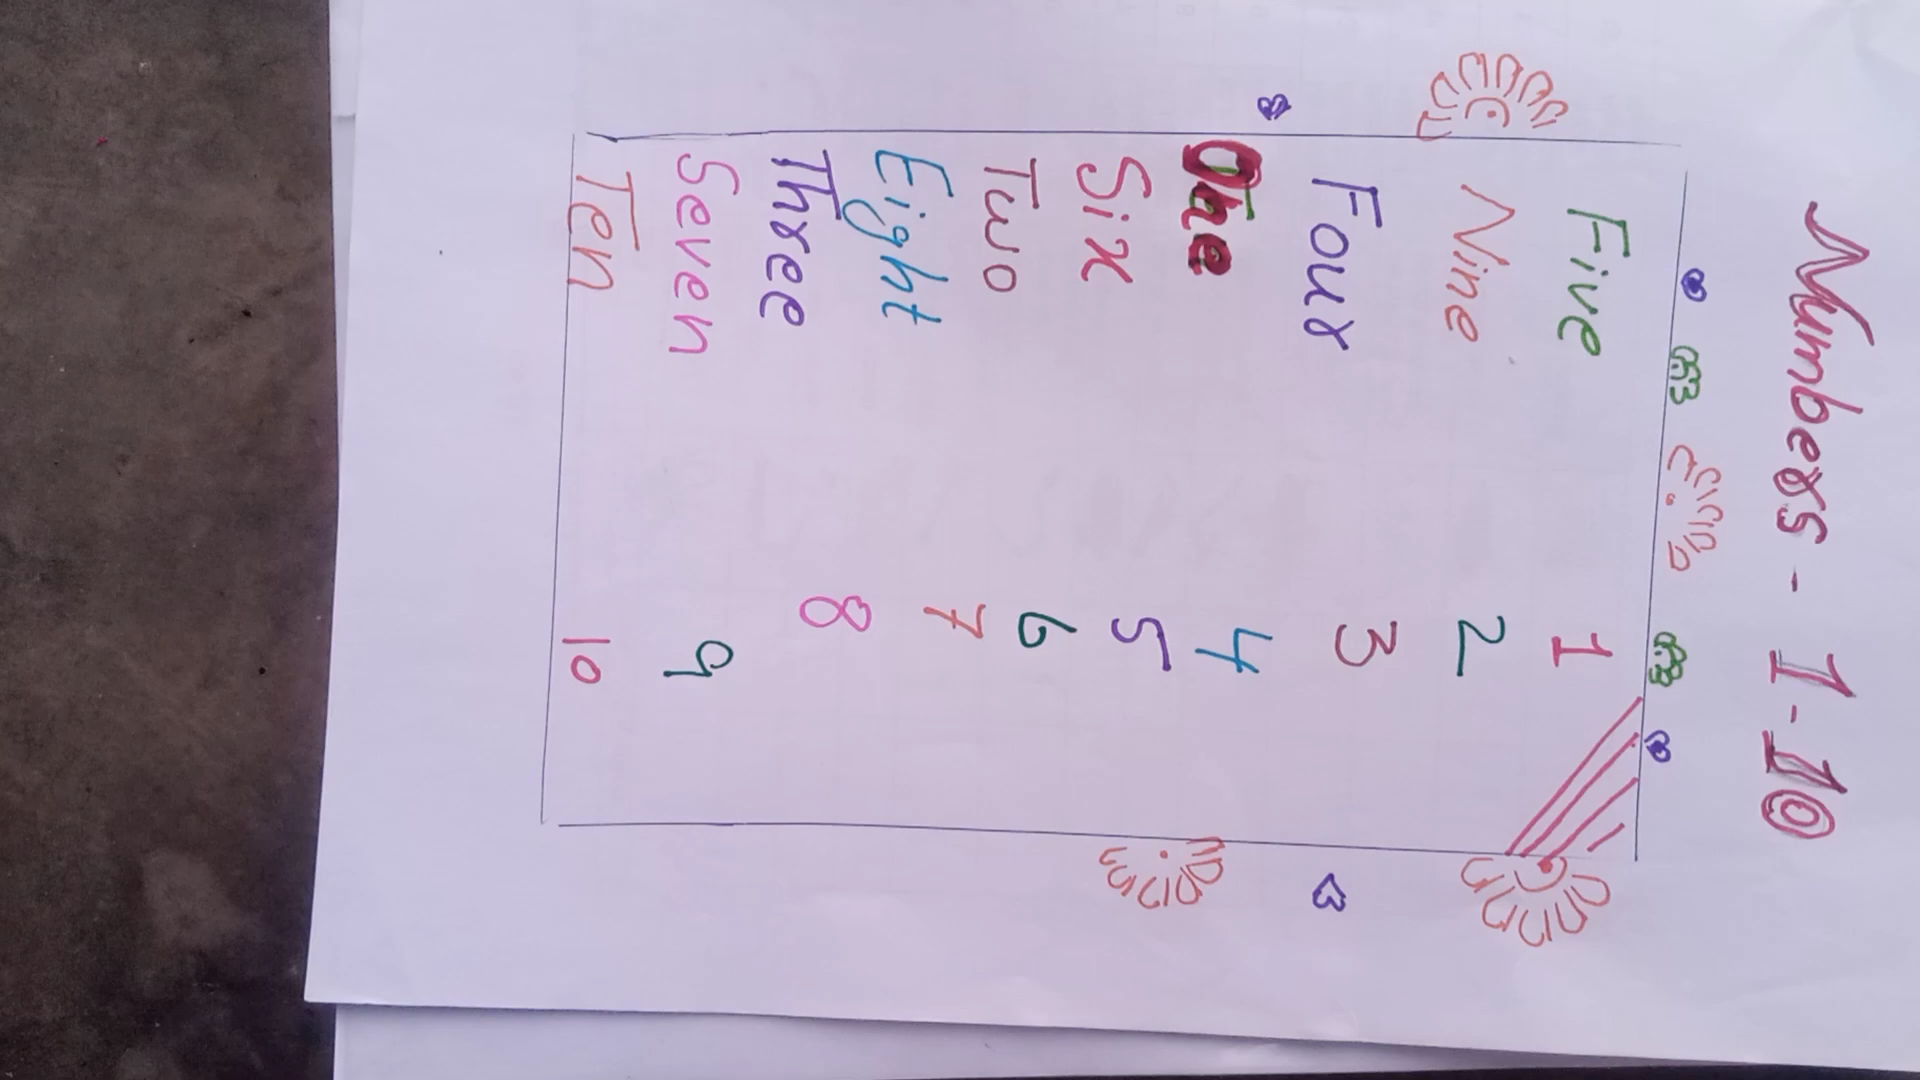 Numbers - 1-10
Five 1
Nine 2
Four 3
One 4
Six 5
Two 6
Eight 7
Three 8
Seven 9
Ten 10